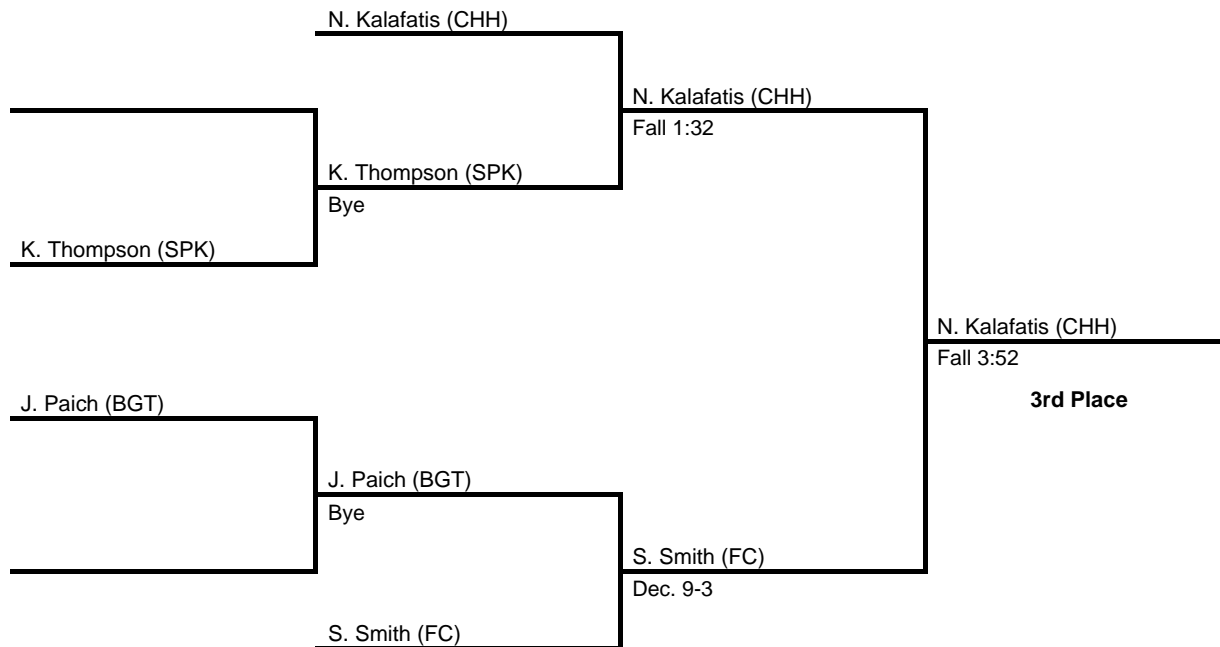 N. Kalafatis (CHH)
N. Kalafatis (CHH)
Fall 1:32
K. Thompson (SPK)
Bye
K. Thompson (SPK)
N. Kalafatis (CHH)
Fall 3:52
3rd Place
J. Paich (BGT)
J. Paich (BGT)
Bye
S. Smith (FC)
Dec. 9-3
S. Smith (FC)